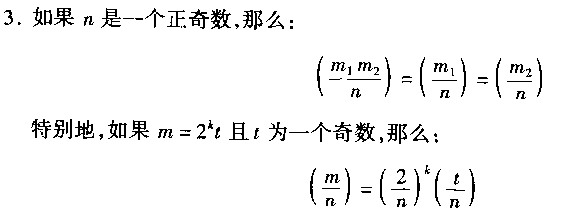 3. 如果 n 是一个正奇数,那么:
(m₁m₂/n) = (m₁/n) = (m₂/n)
特别地,如果 m = 2ᵏt 且 t 为一个奇数,那么:
(m/n) = (2/n)ᵏ(t/n)